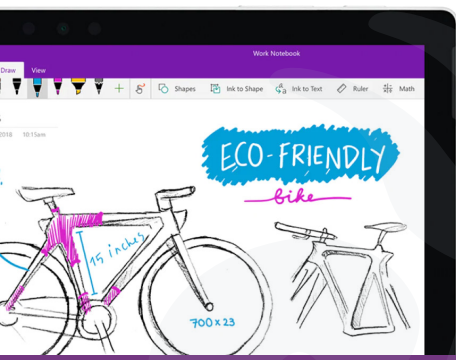 Work Notebook
Draw View
Shapes Ink to Shape Ink to Text Ruler Math
2018 10:15am
ECO-FRIENDLY
bike
15 inches
700 x 23